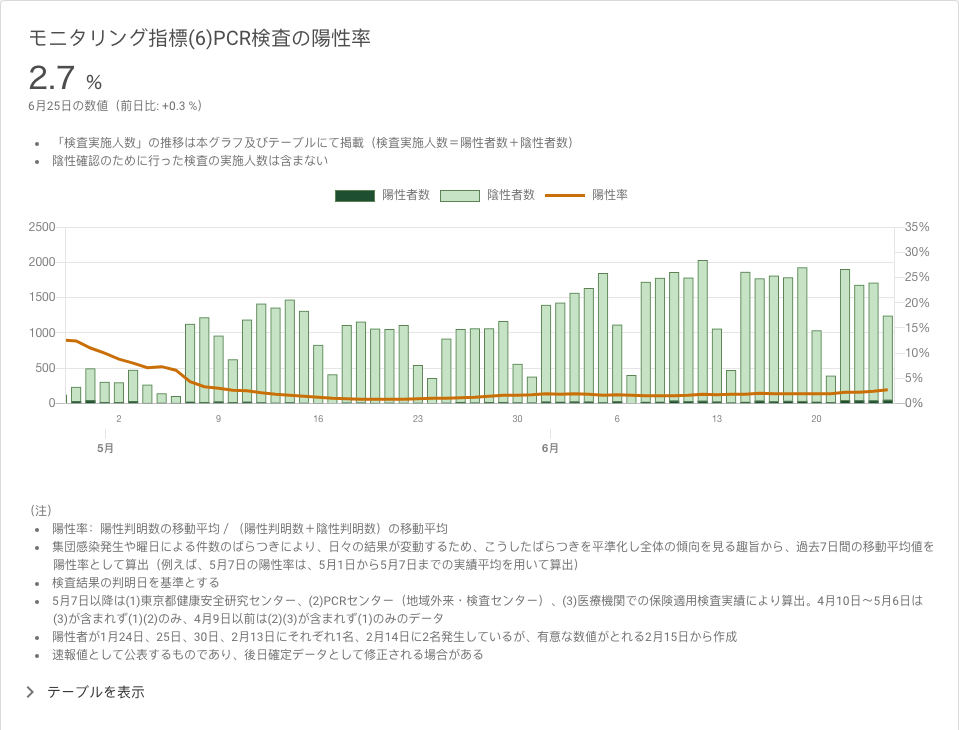 モニタリング指標(6)PCR検査の陽性率
2.7 %
6月25日の数値（前日比: +0.3 %）
「検査実施人数」の推移は本グラフ及びテーブルにて掲載（検査実施人数＝陽性者数＋陰性者数）
陰性確認のために行った検査の実施人数は含まない
陽性者数 陰性者数 陽性率
2500 35%
30%
2000
25%
1500 20%
15%
1000
10%
500
5%
0 0%
2 9 16 23 30 6 13 20
5月 6月
（注）
陽性率：陽性判明数の移動平均 / （陽性判明数＋陰性判明数）の移動平均
集団感染発生や曜日による件数のばらつきにより、日々の結果が変動するため、こうしたばらつきを平準化し全体の傾向を見る趣旨から、過去7日間の移動平均値を
陽性率として算出（例えば、5月7日の陽性率は、5月1日から5月7日までの実績平均を用いて算出）
検査結果の判明日を基準とする
5月7日以降は(1)東京都健康安全研究センター、(2)PCRセンター（地域外来・検査センター）、(3)医療機関での保険適用検査実績により算出。4月10日～5月6日は
(3)が含まれず(1)(2)のみ、4月9日以前は(2)(3)が含まれず(1)のみのデータ
陽性者が1月24日、25日、30日、2月13日にそれぞれ1名、2月14日に2名発生しているが、有意な数値がとれる2月15日から作成
速報値として公表するものであり、後日確定データとして修正される場合がある
テーブルを表示